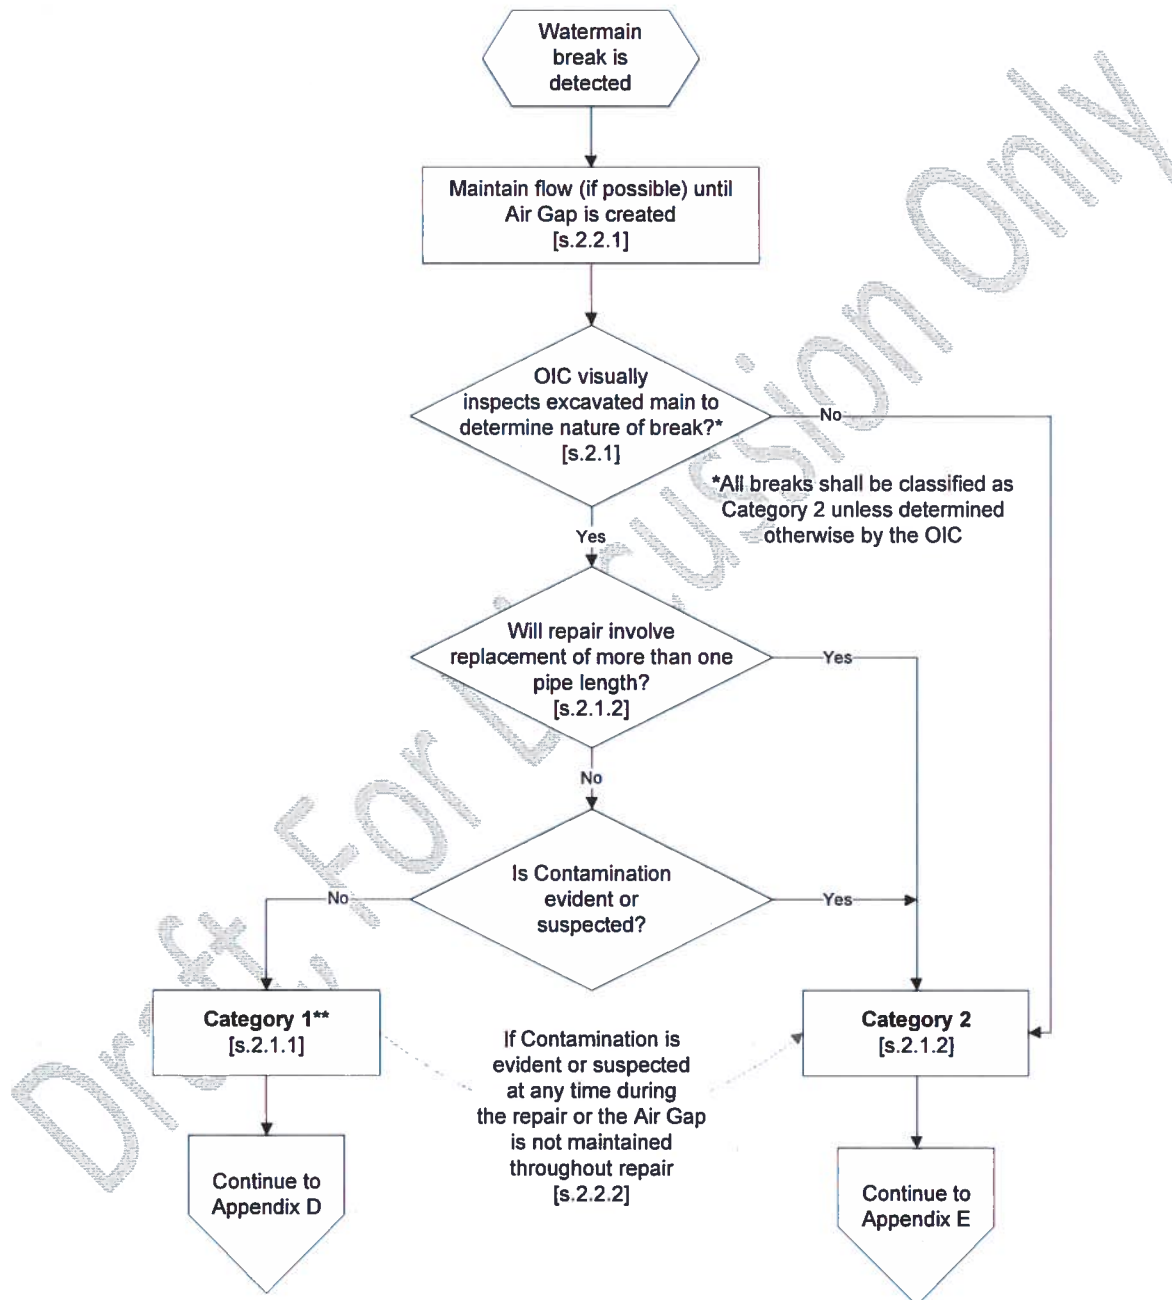 Watermain
break is
detected
Maintain flow (if possible) until
Air Gap is created
[s.2.2.1]
OIC visually
inspects excavated main to
determine nature of break?*
[s.2.1]
No
*All breaks shall be classified as
Category 2 unless determined
otherwise by the OIC
Yes
Will repair involve
replacement of more than one
pipe length?
[s.2.1.2]
Yes
No
Is Contamination
evident or
suspected?
No
Yes
Category 1**
[s.2.1.1]
If Contamination is
evident or suspected
at any time during
the repair or the Air Gap
is not maintained
throughout repair
[s.2.2.2]
Category 2
[s.2.1.2]
Continue to
Appendix D
Continue to
Appendix E
Draft, For Discussion Only